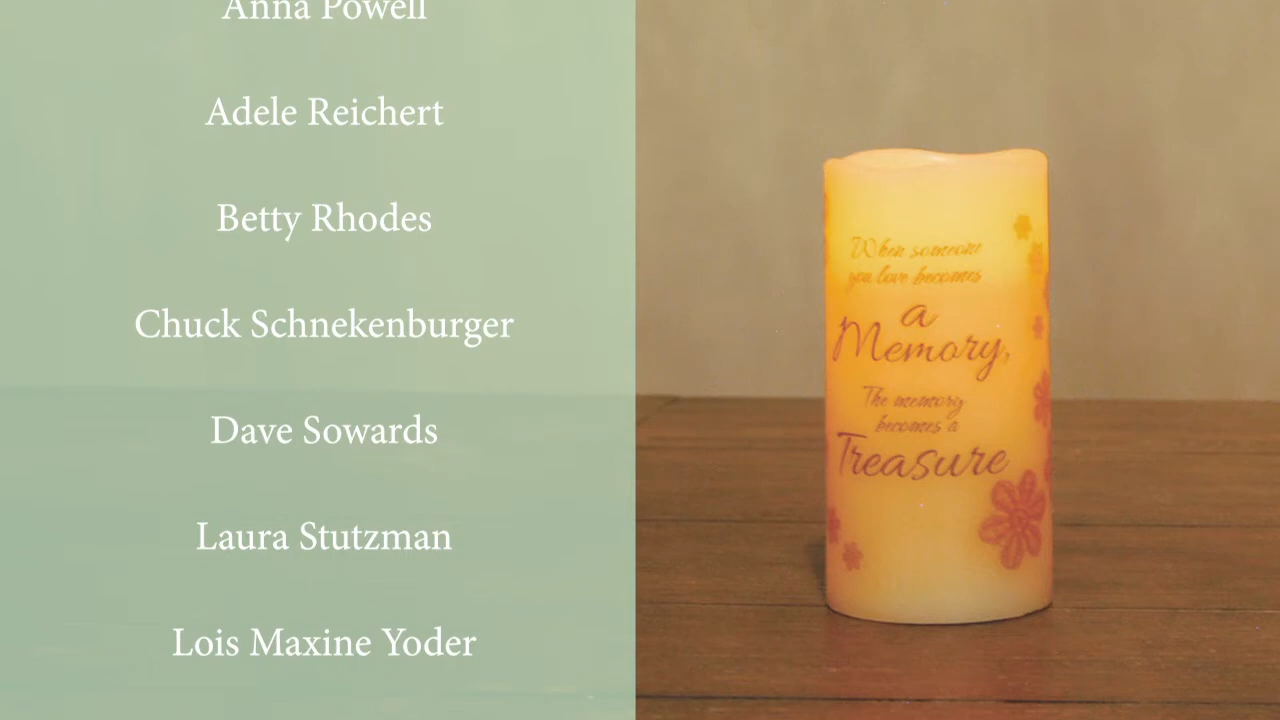 Anna Powell
Adele Reichert
Betty Rhodes
Chuck Schnekenburger
Dave Sowards
Laura Stutzman
Lois Maxine Yoder
When someone
you love becomes
a
Memory,
The memory
becomes a
Treasure